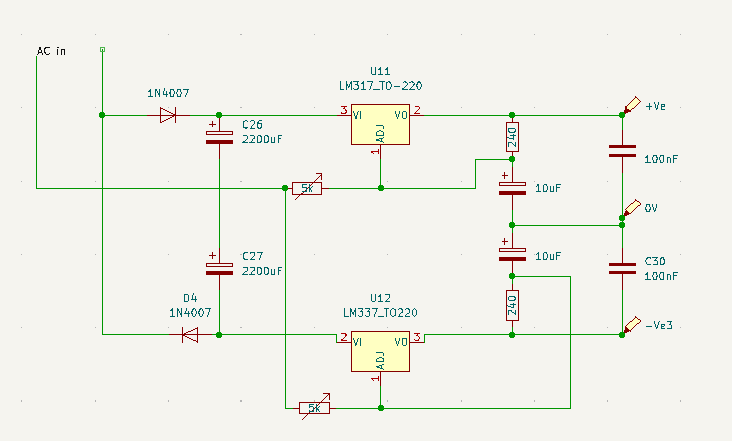 AC in
U11
LM317_TO-220
1N4007
3 VI VO 2
ADJ
1
+Ve
C26
2200uF
+
240
100nF
5k
+
10uF
0V
C27
2200uF
+
+
10uF
C30
100nF
D4
1N4007
U12
LM337_TO220
240
-Ve3
2 VI VO 3
ADJ
1
5k